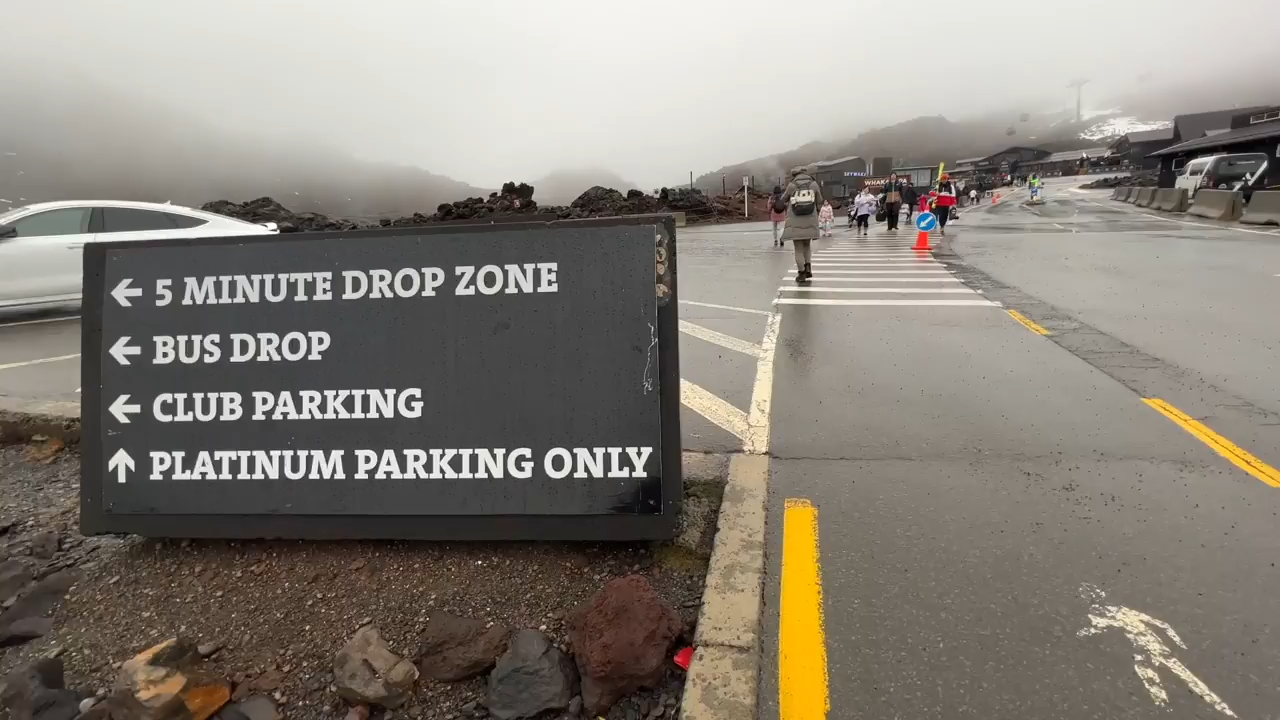 ← 5 MINUTE DROP ZONE
← BUS DROP
← CLUB PARKING
↑ PLATINUM PARKING ONLY